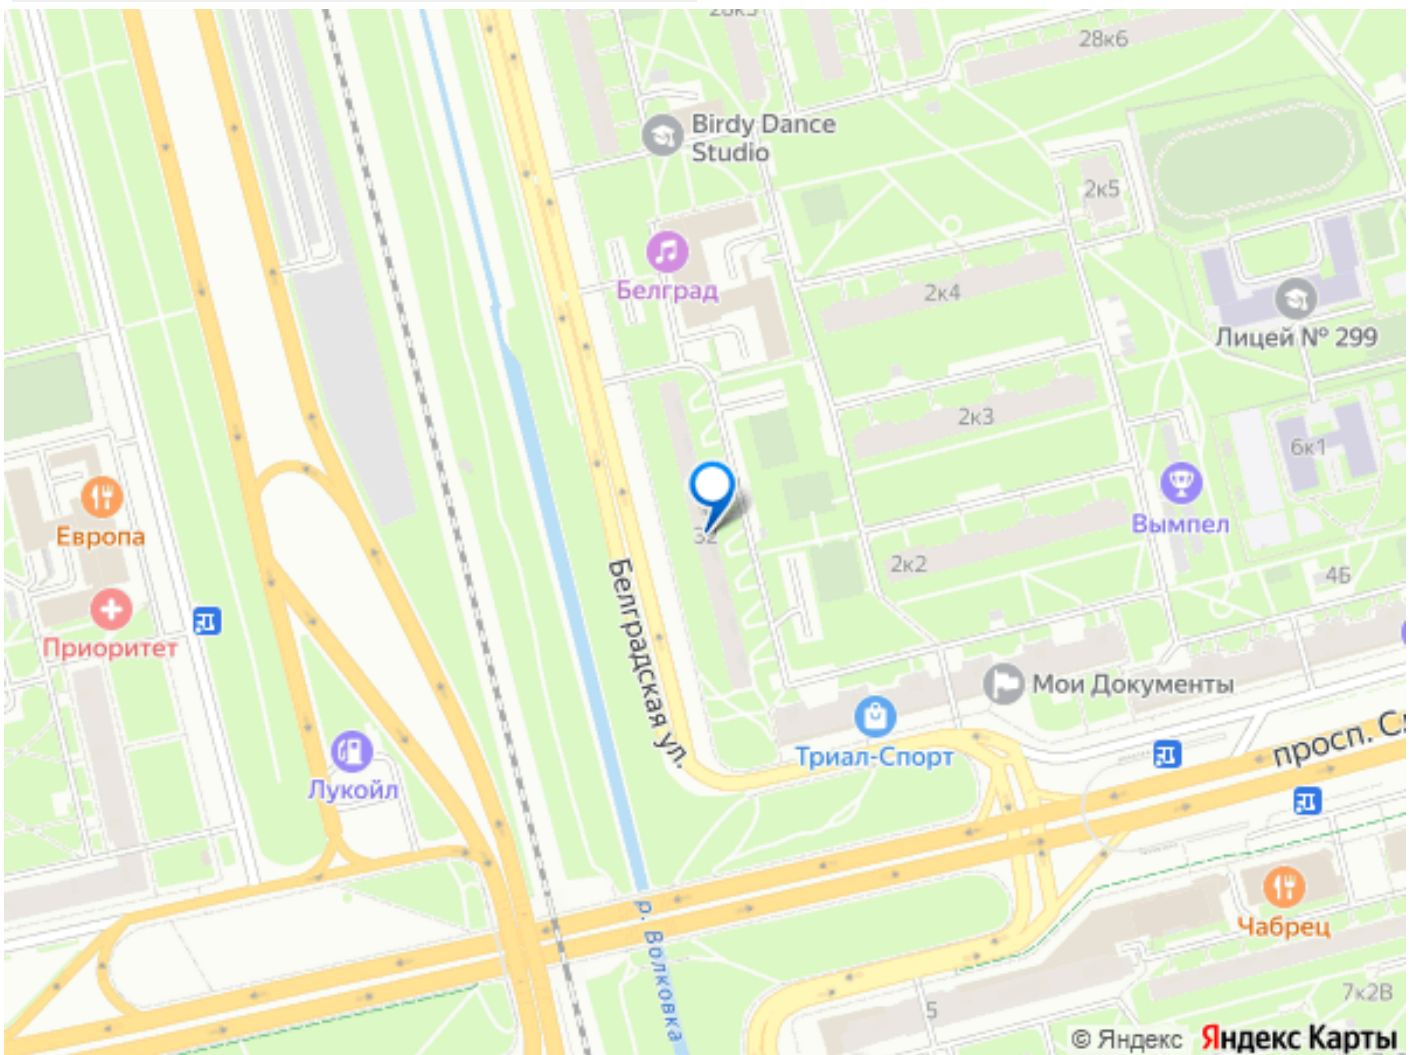 28к6
Birdy Dance
Studio
2к5
Белград
2к4
Лицей № 299
2к3
6к1
Европа
Вымпел
32
2к2
4Б
Приоритет
Белградская ул.
Мои Документы
Триал-Спорт
Лукойл
просп. Сл
Чабрец
р. Волковка
7к2В
5
© Яндекс Яндекс Карты